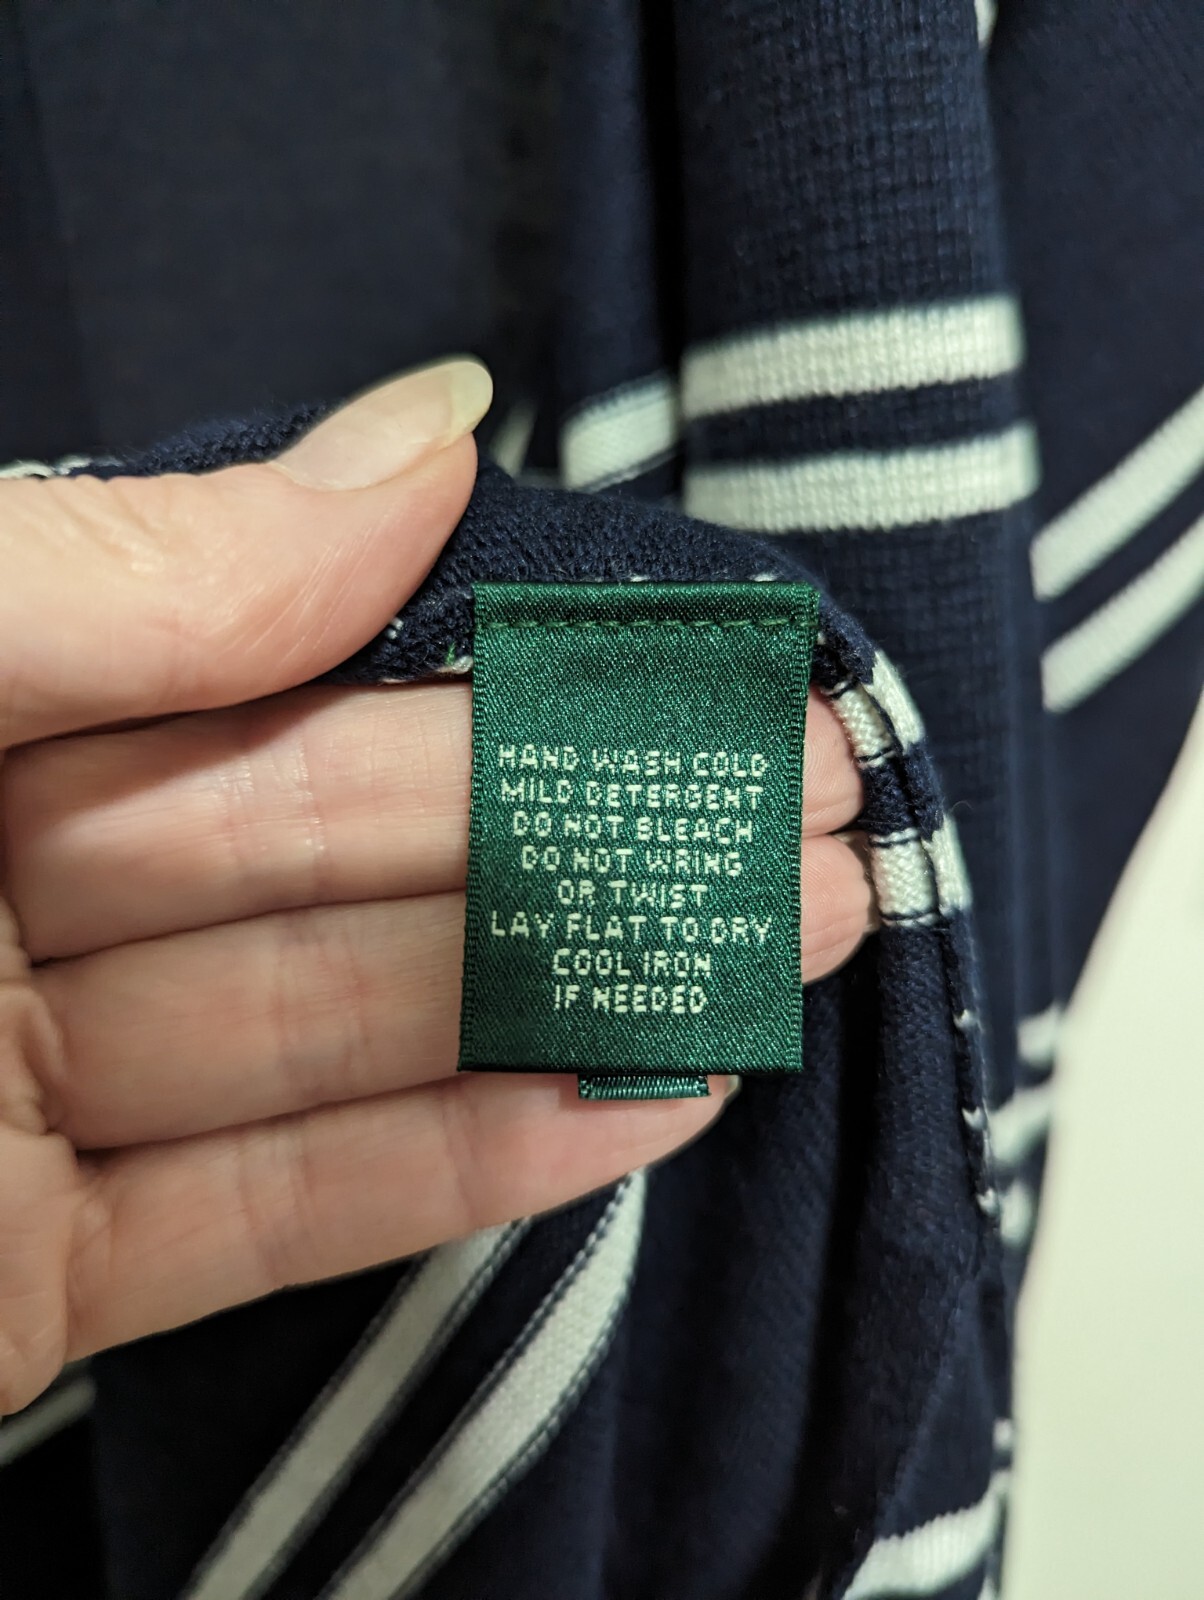 HAND WASH COLD
MILD DETERGENT
DO NOT BLEACH
DO NOT WRING
OR TWIST
LAY FLAT TO DRY
COOL IRON
IF NEEDED